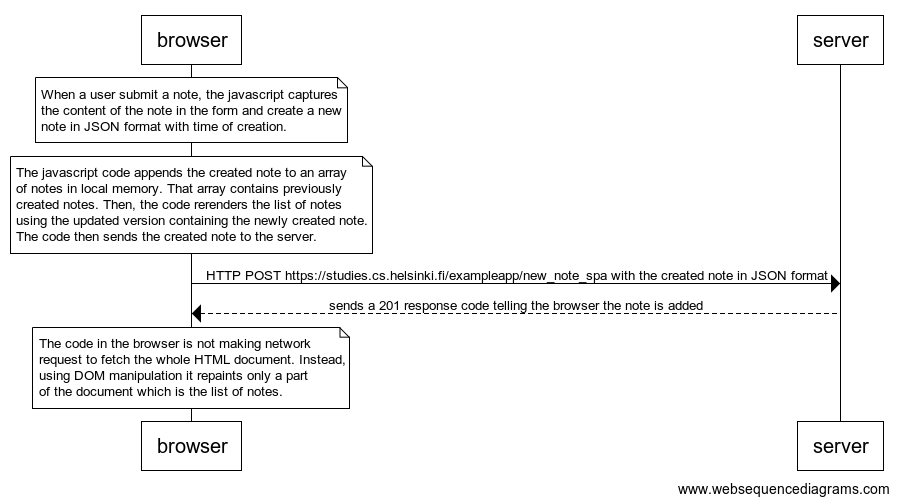 browser
server
When a user submit a note, the javascript captures
the content of the note in the form and create a new
note in JSON format with time of creation.
The javascript code appends the created note to an array
of notes in local memory. That array contains previously
created notes. Then, the code rerenders the list of notes
using the updated version containing the newly created note.
The code then sends the created note to the server.
HTTP POST https://studies.cs.helsinki.fi/exampleapp/new_note_spa with the created note in JSON format
sends a 201 response code telling the browser the note is added
The code in the browser is not making network
request to fetch the whole HTML document. Instead,
using DOM manipulation it repaints only a part
of the document which is the list of notes.
browser
server
www.websequencediagrams.com